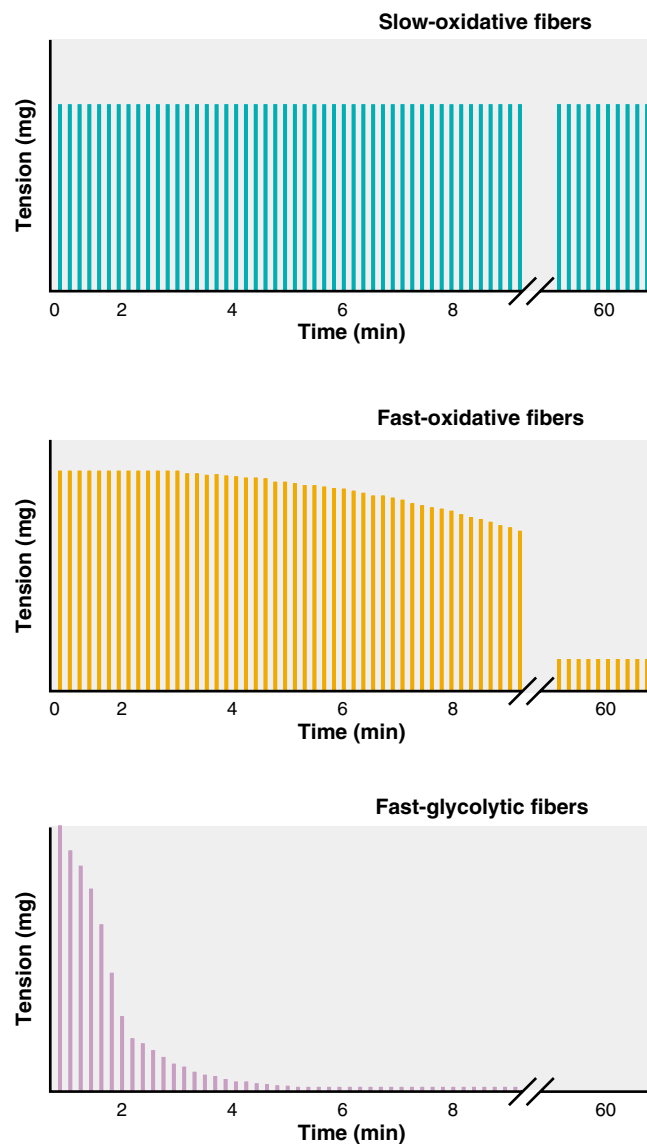 Slow-oxidative fibers
Tension (mg)
0 2 4 6 8 60
Time (min)
Fast-oxidative fibers
Tension (mg)
0 2 4 6 8 60
Time (min)
Fast-glycolytic fibers
Tension (mg)
2 4 6 8 60
Time (min)